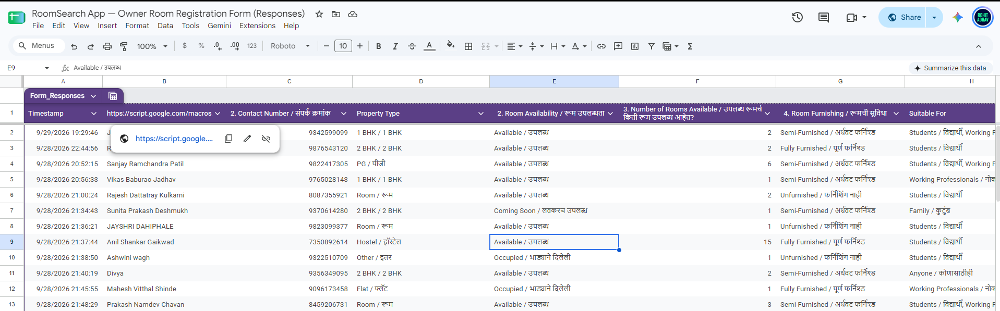 RoomSearch App — Owner Room Registration Form (Responses)
File Edit View Insert Format Data Tools Gemini Extensions Help
Share
ROHIT ADHAV
Menus 100% $ % .0 .00 123 Roboto 10 B I A
E9 Available / उपलब्ध
Summarize this data
A B C D E F G H
Form_Responses
1 Timestamp https://script.google.com/macros, 2. Contact Number / संपर्क क्रमांक Property Type 2. Room Availability / रूम उपलब्धता 3. Number of Rooms Available / उपलब्ध रूमर्च किती रूम उपलब्ध आहेत? 4. Room Furnishing / रूमची सुविधा Suitable For
https://script.google....
2 9/29/2026 19:29:46 J 9342599099 1 BHK / 1 BHK Available / उपलब्ध 2 Semi-Furnished / अर्धवट फर्निश्ड Students / विद्यार्थी, Working F
3 9/28/2026 22:44:56 R 9876543120 2 BHK / 2 BHK Available / उपलब्ध 2 Fully Furnished / पूर्ण फर्निश्ड Students / विद्यार्थी
4 9/28/2026 20:52:15 Sanjay Ramchandra Patil 9822417305 PG / पीजी Available / उपलब्ध 6 Semi-Furnished / अर्धवट फर्निश्ड Students / विद्यार्थी, Working F
5 9/28/2026 20:56:33 Vikas Baburao Jadhav 9765028143 1 BHK / 1 BHK Available / उपलब्ध 1 Semi-Furnished / अर्धवट फर्निश्ड Working Professionals / नोक
6 9/28/2026 21:00:24 Rajesh Dattatray Kulkarni 8087355921 Room / रूम Available / उपलब्ध 2 Unfurnished / फर्निशिंग नाही Students / विद्यार्थी
7 9/28/2026 21:34:43 Sunita Prakash Deshmukh 9370614280 2 BHK / 2 BHK Coming Soon / लवकरच उपलब्ध 1 Semi-Furnished / अर्धवट फर्निश्ड Family / कुटुंब
8 9/28/2026 21:36:21 JAYSHRI DAHIPHALE 9823099377 Room / रूम Available / उपलब्ध 1 Unfurnished / फर्निशिंग नाही Students / विद्यार्थी
9 9/28/2026 21:37:44 Anil Shankar Gaikwad 7350892614 Hostel / हॉस्टेल Available / उपलब्ध 15 Fully Furnished / पूर्ण फर्निश्ड Students / विद्यार्थी
10 9/28/2026 21:38:50 Ashwini wagh 9322510709 Other / इतर Occupied / भाड्याने दिलेली 1 Unfurnished / फर्निशिंग नाही Students / विद्यार्थी
11 9/28/2026 21:40:19 Divya 9356349095 2 BHK / 2 BHK Available / उपलब्ध 2 Semi-Furnished / अर्धवट फर्निश्ड Anyone / कोणासाठीही
12 9/28/2026 21:45:55 Mahesh Vitthal Shinde 9096173458 Flat / फ्लॅट Occupied / भाड्याने दिलेली 1 Fully Furnished / पूर्ण फर्निश्ड Working Professionals / नोक
13 9/28/2026 21:48:29 Prakash Namdev Chavan 8459206731 Room / रूम Available / उपलब्ध 3 Semi-Furnished / अर्धवट फर्निश्ड Students / विद्यार्थी, Working F